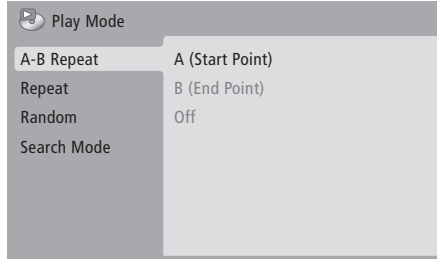 Play Mode
A-B Repeat
Repeat
Random
Search Mode
A (Start Point)
B (End Point)
Off